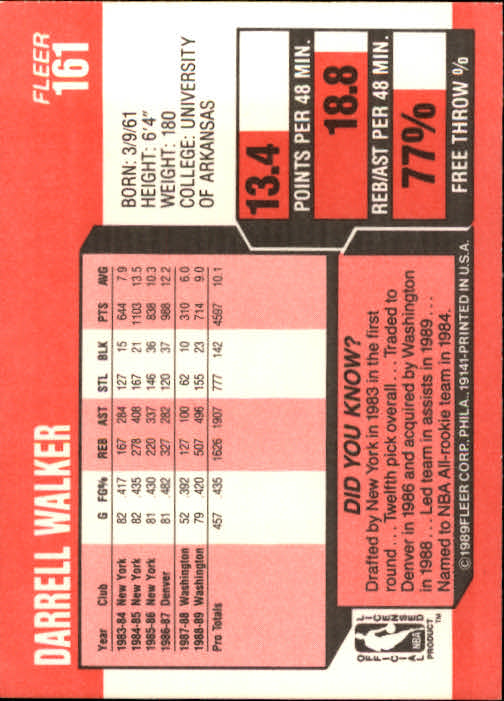 FLEER
161
DARRELL WALKER
BORN: 3/9/61
HEIGHT: 6'4"
WEIGHT: 180
COLLEGE: UNIVERSITY
OF ARKANSAS
13.4
POINTS PER 48 MIN.
18.8
REB/AST PER 48 MIN.
77%
FREE THROW %
Year Club G FG% REB AST STL BLK PTS AVG
1983-84 New York 82 .417 167 284 127 15 644 7.9
1984-85 New York 82 .435 278 408 167 21 1103 13.5
1985-86 New York 81 .430 220 337 146 36 838 10.3
1986-87 Denver 81 .482 327 282 120 37 988 12.2
1987-88 Washington 52 .392 127 100 62 10 310 6.0
1988-89 Washington 79 .420 507 496 155 23 714 9.0
Pro Totals 457 .435 1626 1907 777 142 4597 10.1
DID YOU KNOW?
Drafted by New York in 1983 in the first
round... Twelfth pick overall... Traded to
Denver in 1986 and acquired by Washington
in 1988... Led team in assists in 1989...
Named to NBA All-rookie team in 1984.
OFFICIAL LICENSED
NBA
PRODUCT™
©1989 FLEER CORP., PHILA., 19141-PRINTED IN U.S.A.